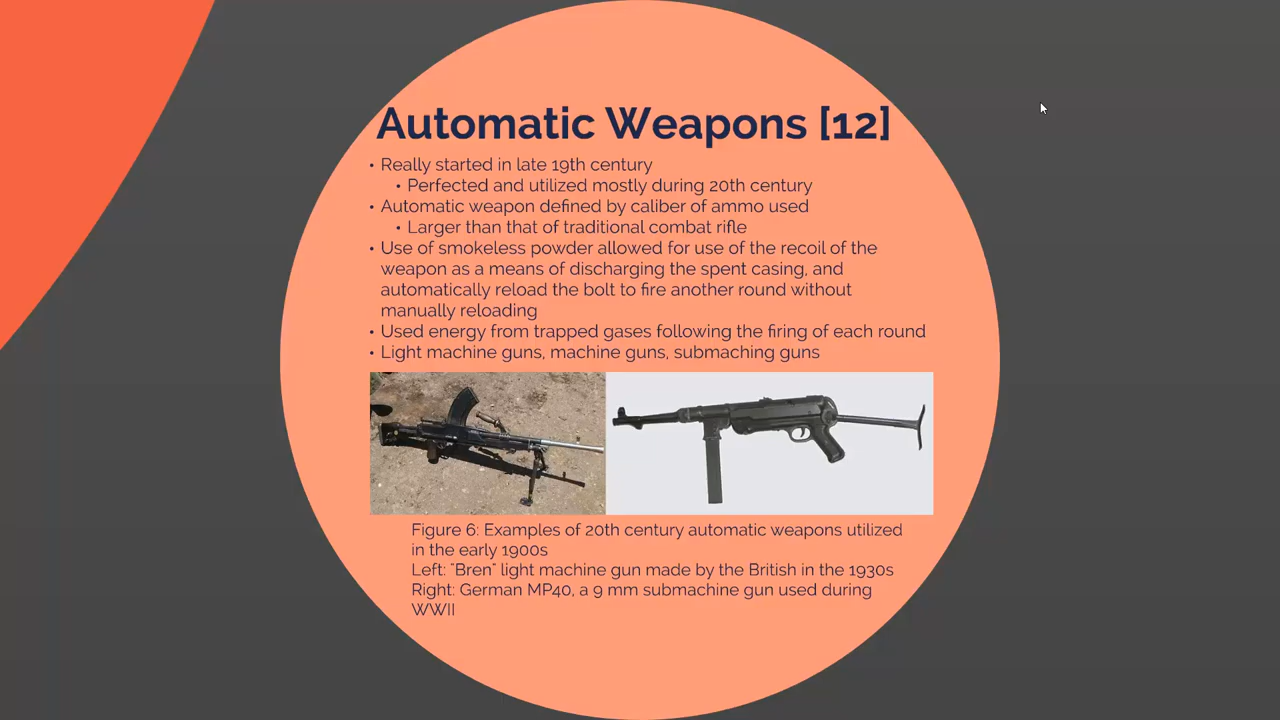 Automatic Weapons [12]
• Really started in late 19th century
• Perfected and utilized mostly during 20th century
• Automatic weapon defined by caliber of ammo used
• Larger than that of traditional combat rifle
• Use of smokeless powder allowed for use of the recoil of the
weapon as a means of discharging the spent casing, and
automatically reload the bolt to fire another round without
manually reloading
• Used energy from trapped gases following the firing of each round
• Light machine guns, machine guns, submaching guns
Figure 6: Examples of 20th century automatic weapons utilized
in the early 1900s
Left: "Bren" light machine gun made by the British in the 1930s
Right: German MP40, a 9 mm submachine gun used during
WWII